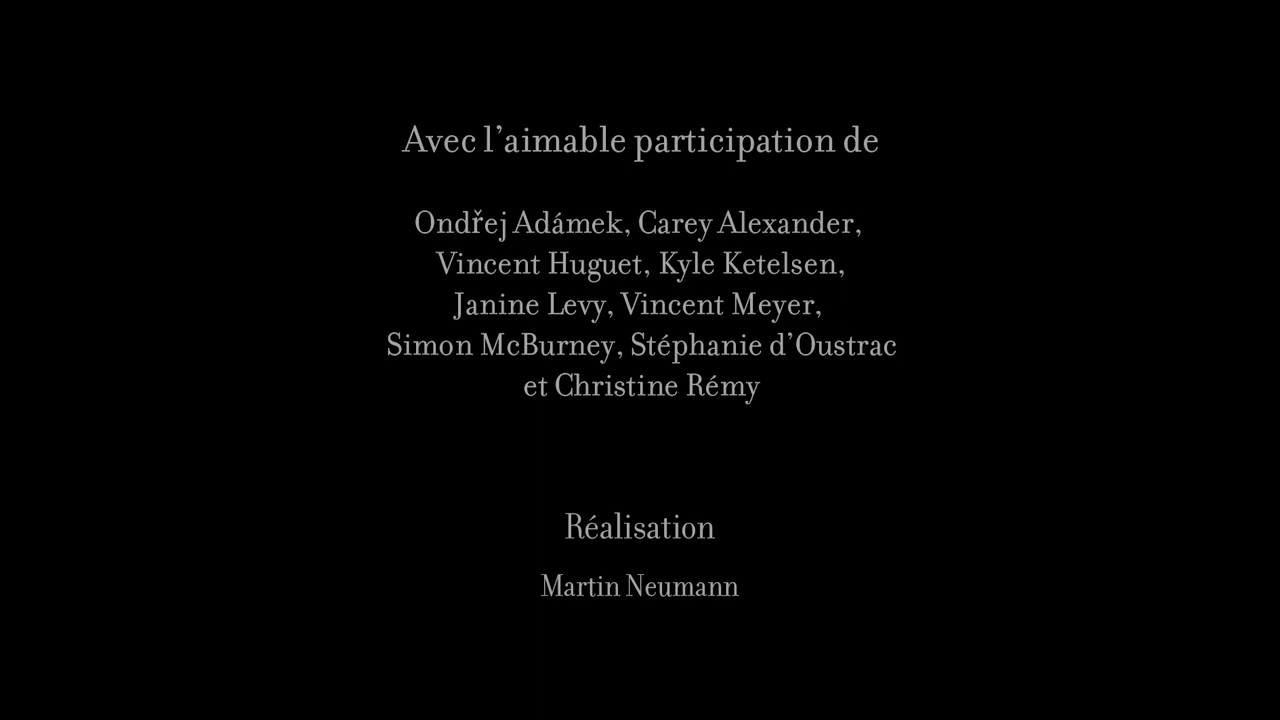 Avec l’aimable participation de
Ondřej Adámek, Carey Alexander,
Vincent Huguet, Kyle Ketelsen,
Janine Levy, Vincent Meyer,
Simon McBurney, Stéphanie d’Oustrac
et Christine Rémy
Réalisation
Martin Neumann